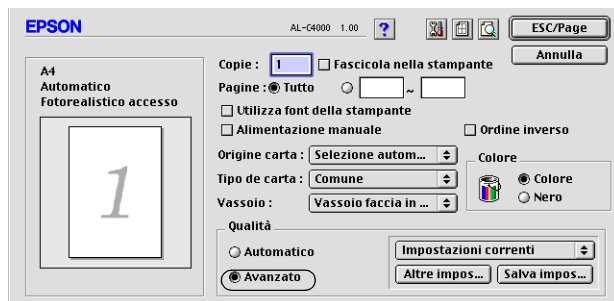 EPSON
AL-C4000 1.00
?
ESC/Page
Annulla
A4
Automatico
Fotorealistico accesso
1
Copie : 1 Fascicola nella stampante
Pagine : Tutto ~
Utilizza font della stampante
Alimentazione manuale Ordine inverso
Origine carta : Selezione autom...
Tipo de carta : Comune
Vassoio : Vassoio faccia in ...
Colore
Colore
Nero
Qualità
Automatico
Avanzato
Impostazioni correnti
Altre impos... Salva impos...